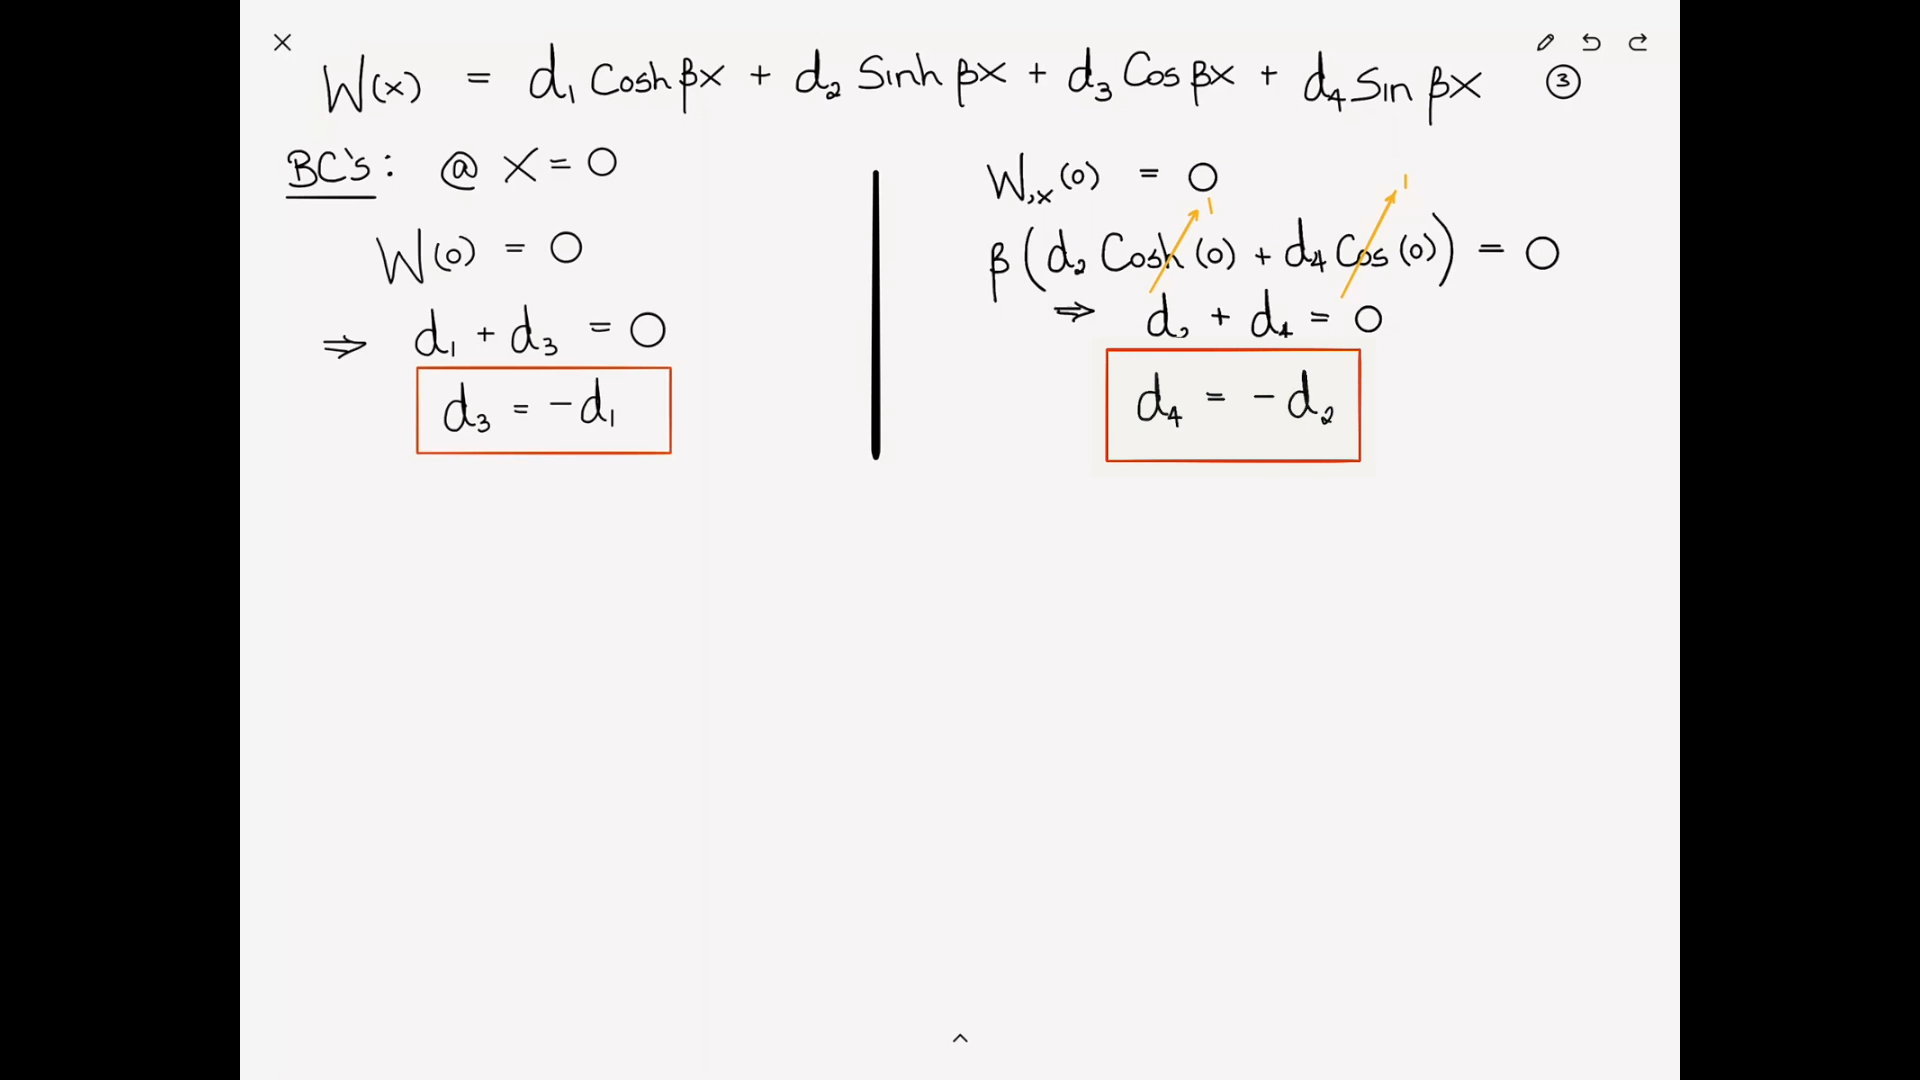 W(x) = d₁ Cosh βx + d₂ Sinh βx + d₃ Cos βx + d₄ Sin βx ③
BC's: @ x = 0
W(0) = 0
⇒ d₁ + d₃ = 0
d₃ = -d₁
W,ₓ(0) = 0
1 1
β(d₂ Cosh(0) + d₄ Cos(0)) = 0
⇒ d₂ + d₄ = 0
d₄ = -d₂